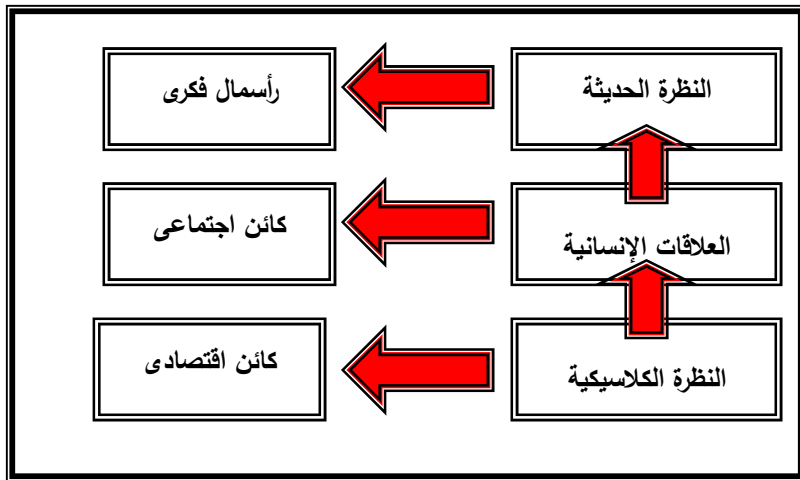 النظرة الحديثة
رأسمال فكرى
العلاقات الإنسانية
كائن اجتماعى
النظرة الكلاسيكية
كائن اقتصادى